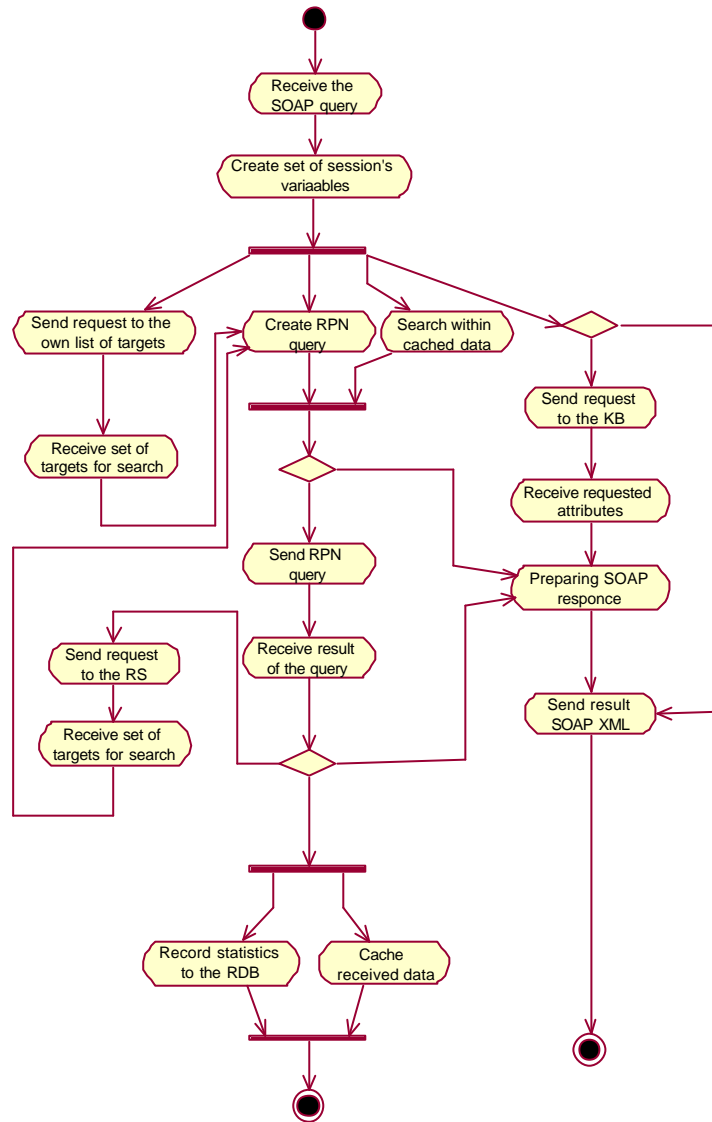 Receive the
SOAP query
Create set of session's
variaables
Send request to the
own list of targets
Create RPN
query
Search within
cached data
Send request
to the KB
Receive set of
targets for search
Receive requested
attributes
Send RPN
query
Preparing SOAP
responce
Send request
to the RS
Receive result
of the query
Receive set of
targets for search
Send result
SOAP XML
Record statistics
to the RDB
Cache
received data